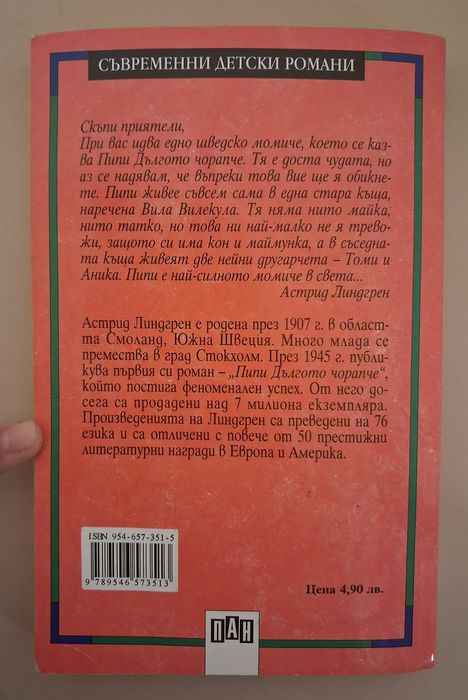 СЪВРЕМЕННИ ДЕТСКИ РОМАНИ
Скъпи приятели,
При вас идва едно шведско момиче, което се каз-
ва Пипи Дългото чорапче. Тя е доста чудата, но
аз се надявам, че въпреки това вие ще я обик-
нете. Пипи живее съвсем сама в една стара къща,
наречена Вила Вилекула. Тя няма нито майка,
нито татко, но това ни най-малко не я трево-
жи, защото си има кон и маймунка, а в съседна-
та къща живеят две нейни другарчета – Томи и
Аника. Пипи е най-силното момиче в света...
Астрид Линдгрен
Астрид Линдгрен е родена през 1907 г. в област-
та Смоланд, Южна Швеция. Много млада се
премества в град Стокхолм. През 1945 г. публи-
кува първия си роман – „Пипи Дългото чорапче“,
който постига феноменален успех. От него до-
сега са продадени над 7 милиона екземпляра.
Произведенията на Линдгрен са преведени на 76
езика и са отличени с повече от 50 престижни
литературни награди в Европа и Америка.
ISBN 954-657-351-5
9 789546 573513
Цена 4,90 лв.
ПАН